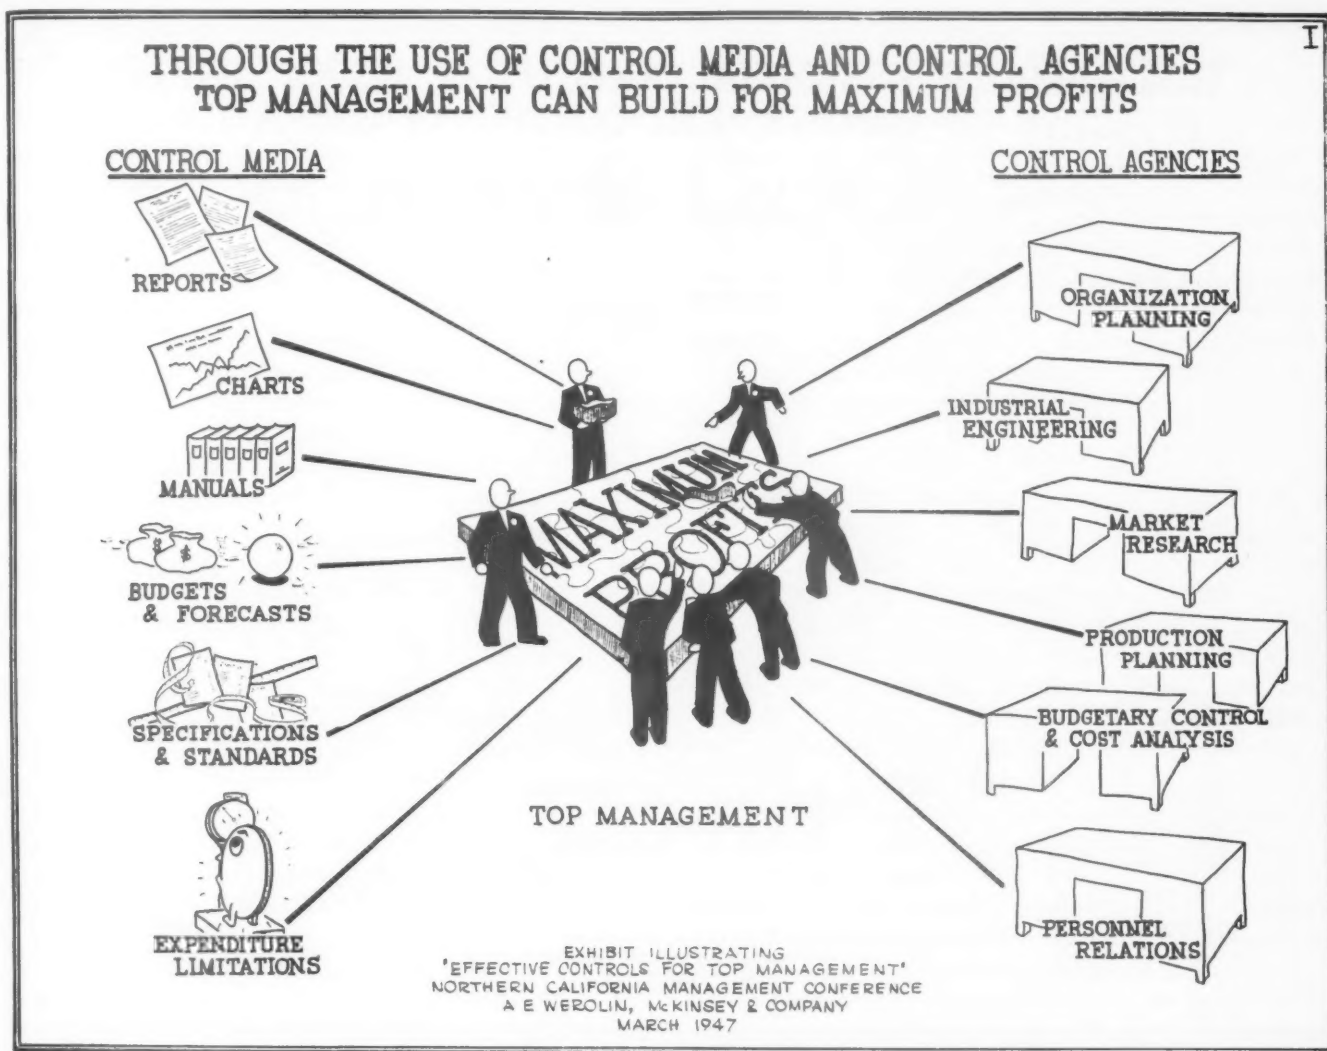 I
THROUGH THE USE OF CONTROL MEDIA AND CONTROL AGENCIES
TOP MANAGEMENT CAN BUILD FOR MAXIMUM PROFITS
CONTROL MEDIA
REPORTS
CHARTS
MANUALS
$ $
BUDGETS
& FORECASTS
SPECIFICATIONS
& STANDARDS
EXPENDITURE
LIMITATIONS
MAXIMUM
PROFITS
TOP MANAGEMENT
CONTROL AGENCIES
ORGANIZATION
PLANNING
INDUSTRIAL
ENGINEERING
MARKET
RESEARCH
PRODUCTION
PLANNING
BUDGETARY CONTROL
& COST ANALYSIS
PERSONNEL
RELATIONS
EXHIBIT ILLUSTRATING
'EFFECTIVE CONTROLS FOR TOP MANAGEMENT'
NORTHERN CALIFORNIA MANAGEMENT CONFERENCE
A E WEROLIN, McKINSEY & COMPANY
MARCH 1947